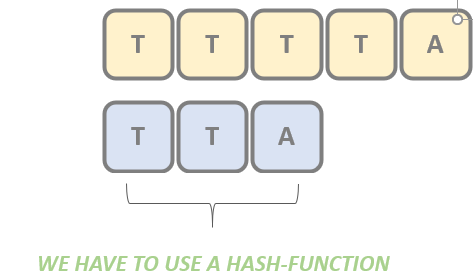 T T T T A
T T A
WE HAVE TO USE A HASH-FUNCTION